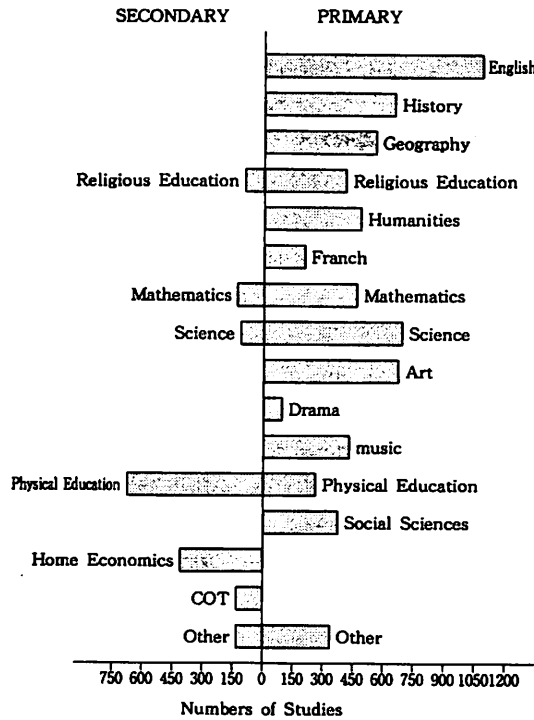 SECONDARY PRIMARY
English
History
Geography
Religious Education Religious Education
Humanities
Franch
Mathematics Mathematics
Science Science
Art
Drama
music
Physical Education Physical Education
Social Sciences
Home Economics
COT
Other Other
750 600 450 300 150 0 150 300 450 600 750 900 1050 1200
Numbers of Studies